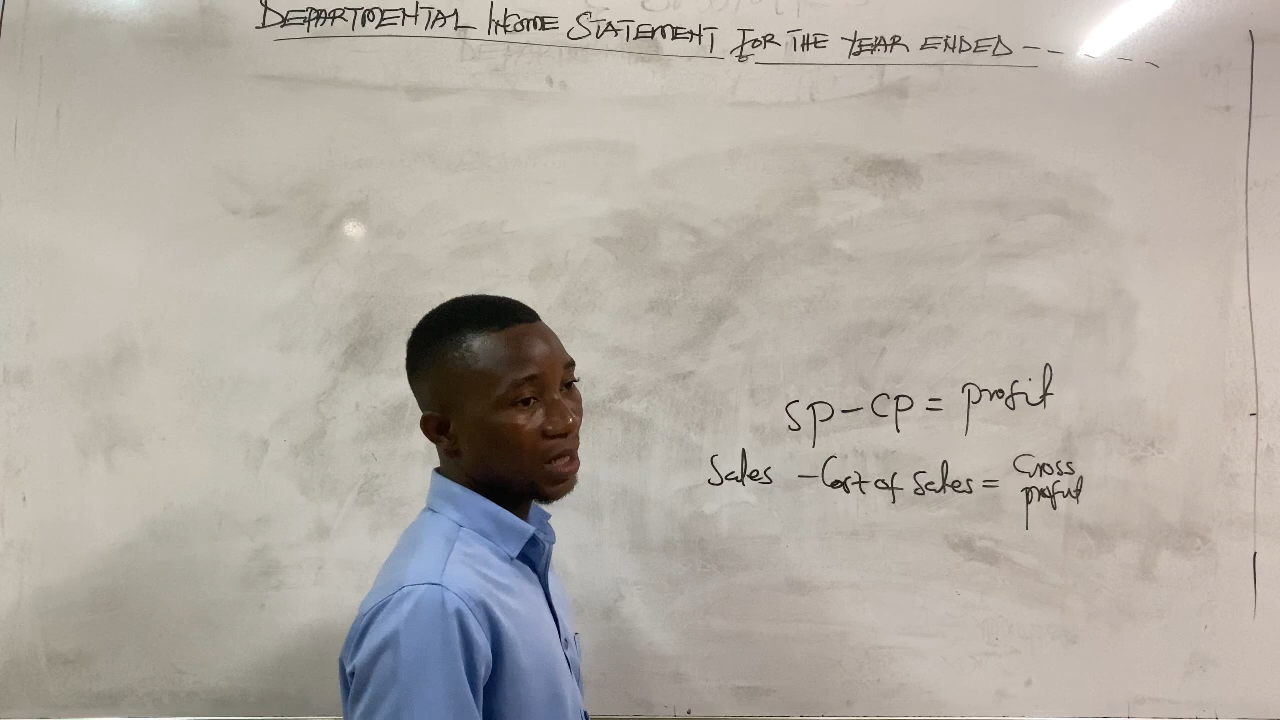 DEPARTMENTAL INCOME STATEMENT FOR THE YEAR ENDED - - - - -
SP - CP = profit
Sales - Cost of Sales = Gross
profit